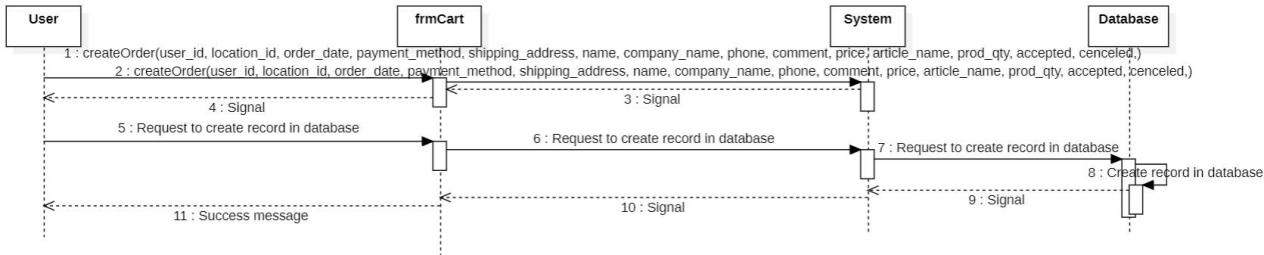 User
frmCart
System
Database
1 : createOrder(user_id, location_id, order_date, payment_method, shipping_address, name, company_name, phone, comment, price, article_name, prod_qty, accepted, cenceled,)
2 : createOrder(user_id, location_id, order_date, payment_method, shipping_address, name, company_name, phone, comment, price, article_name, prod_qty, accepted, cenceled,)
3 : Signal
4 : Signal
5 : Request to create record in database
6 : Request to create record in database
7 : Request to create record in database
8 : Create record in database
9 : Signal
10 : Signal
11 : Success message